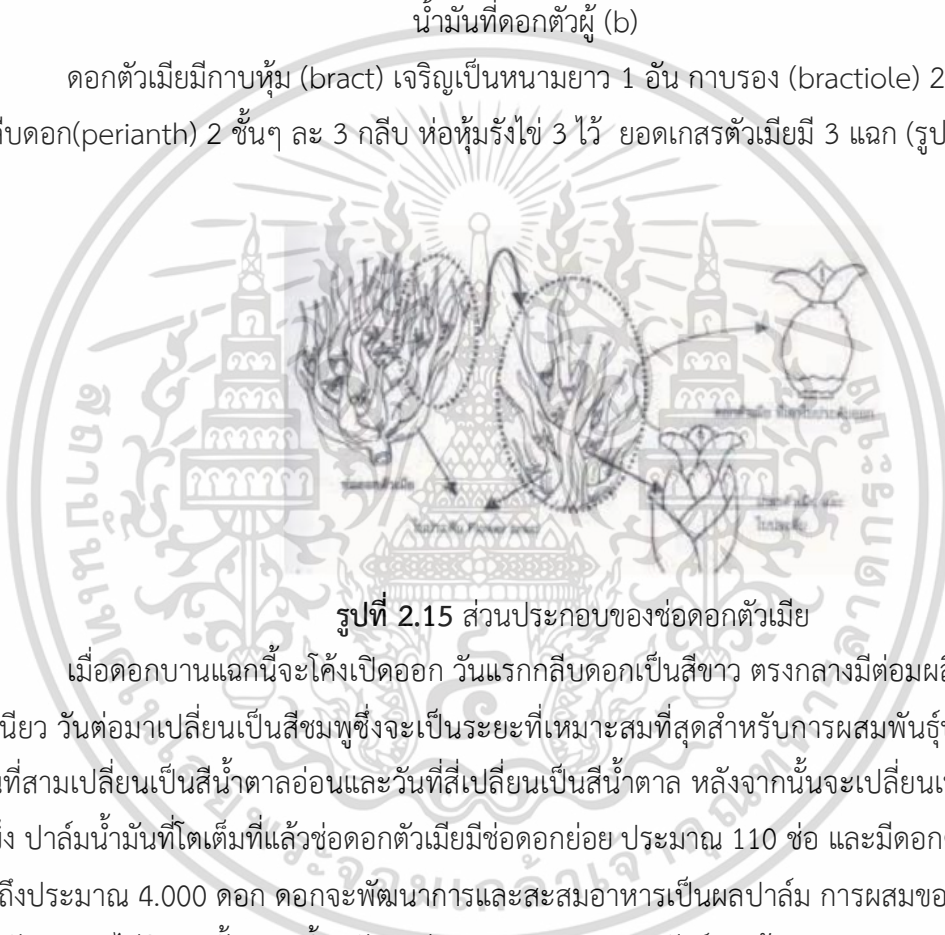 น้ำมันที่ดอกตัวผู้ (b)
ดอกตัวเมียมีกาบหุ้ม (bract) เจริญเป็นหนามยาว 1 อัน กาบรอง (bractiole) 2
ีบดอก(perianth) 2 ชั้นๆ ละ 3 กลีบ ห่อหุ้มรังไข่ 3 ไว้ ยอดเกสรตัวเมียมี 3 แฉก (รูป
ช่อดอกตัวเมีย
รูปที่ 2.15 ส่วนประกอบของช่อดอกตัวเมีย
เมื่อดอกบานแฉกนี้จะโค้งเปิดออก วันแรกกลีบดอกเป็นสีขาว ตรงกลางมีต่อมผลิ
นียว วันต่อมาเปลี่ยนเป็นสีชมพูซึ่งจะเป็นระยะที่เหมาะสมที่สุดสำหรับการผสมพันธุ์
นที่สามเปลี่ยนเป็นสีน้ำตาลอ่อนและวันที่สี่เปลี่ยนเป็นสีน้ำตาล หลังจากนั้นจะเปลี่ยน
ง ปาล์มน้ำมันที่โตเต็มที่แล้วช่อดอกตัวเมียมีช่อดอกย่อย ประมาณ 110 ช่อ และมีดอก
ถึงประมาณ 4.000 ดอก ดอกจะพัฒนาการและสะสมอาหารเป็นผลปาล์ม การผสมขอ